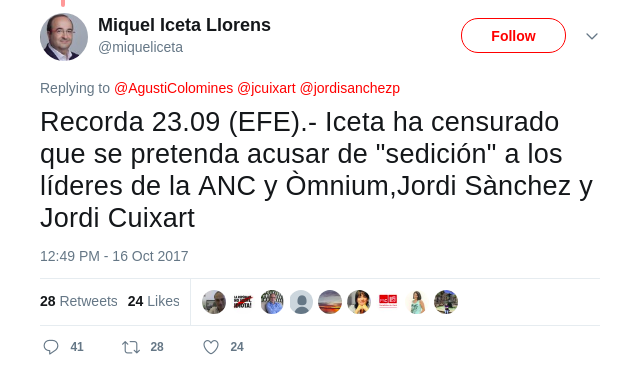 Miquel Iceta Llorens
@miqueliceta
Follow
Replying to @AgustiColomines @jcuixart @jordisanchezp
Recorda 23.09 (EFE).- Iceta ha censurado
que se pretenda acusar de "sedición" a los
líderes de la ANC y Òmnium,Jordi Sànchez y
Jordi Cuixart
12:49 PM - 16 Oct 2017
28 Retweets 24 Likes
41 28 24